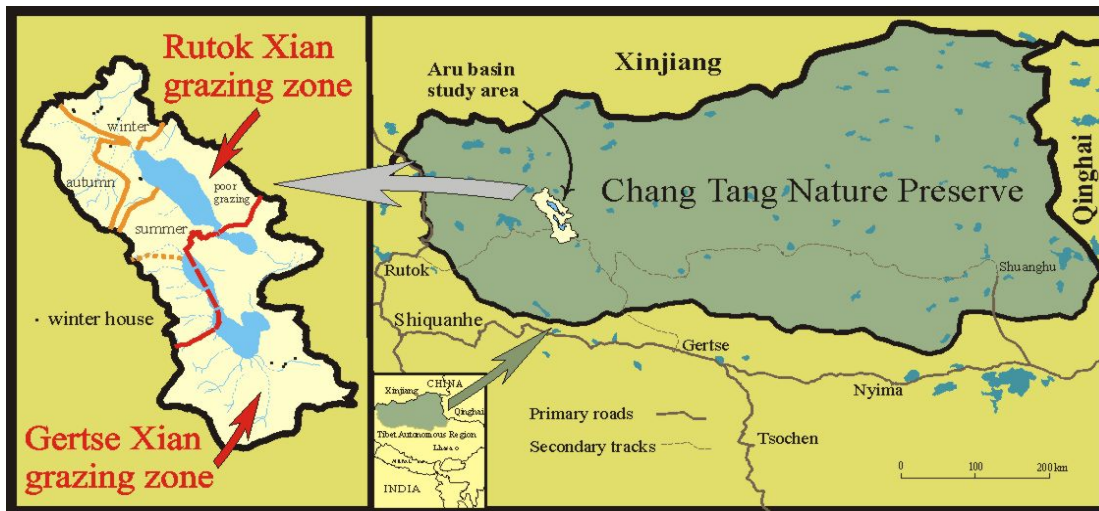 Rutok Xian
grazing zone
winter
autumn
poor
grazing
summer
winter house
Gertse Xian
grazing zone
Aru basin
study area
Xinjiang
Qinghai
Chang Tang Nature Preserve
Rutok
Shuanghu
Shiquanhe
Gertse
Nyima
Tsochen
Primary roads
Secondary tracks
0 100 200 km
CHINA
Xinjiang
Qinghai
Tibet Autonomous Region
INDIA